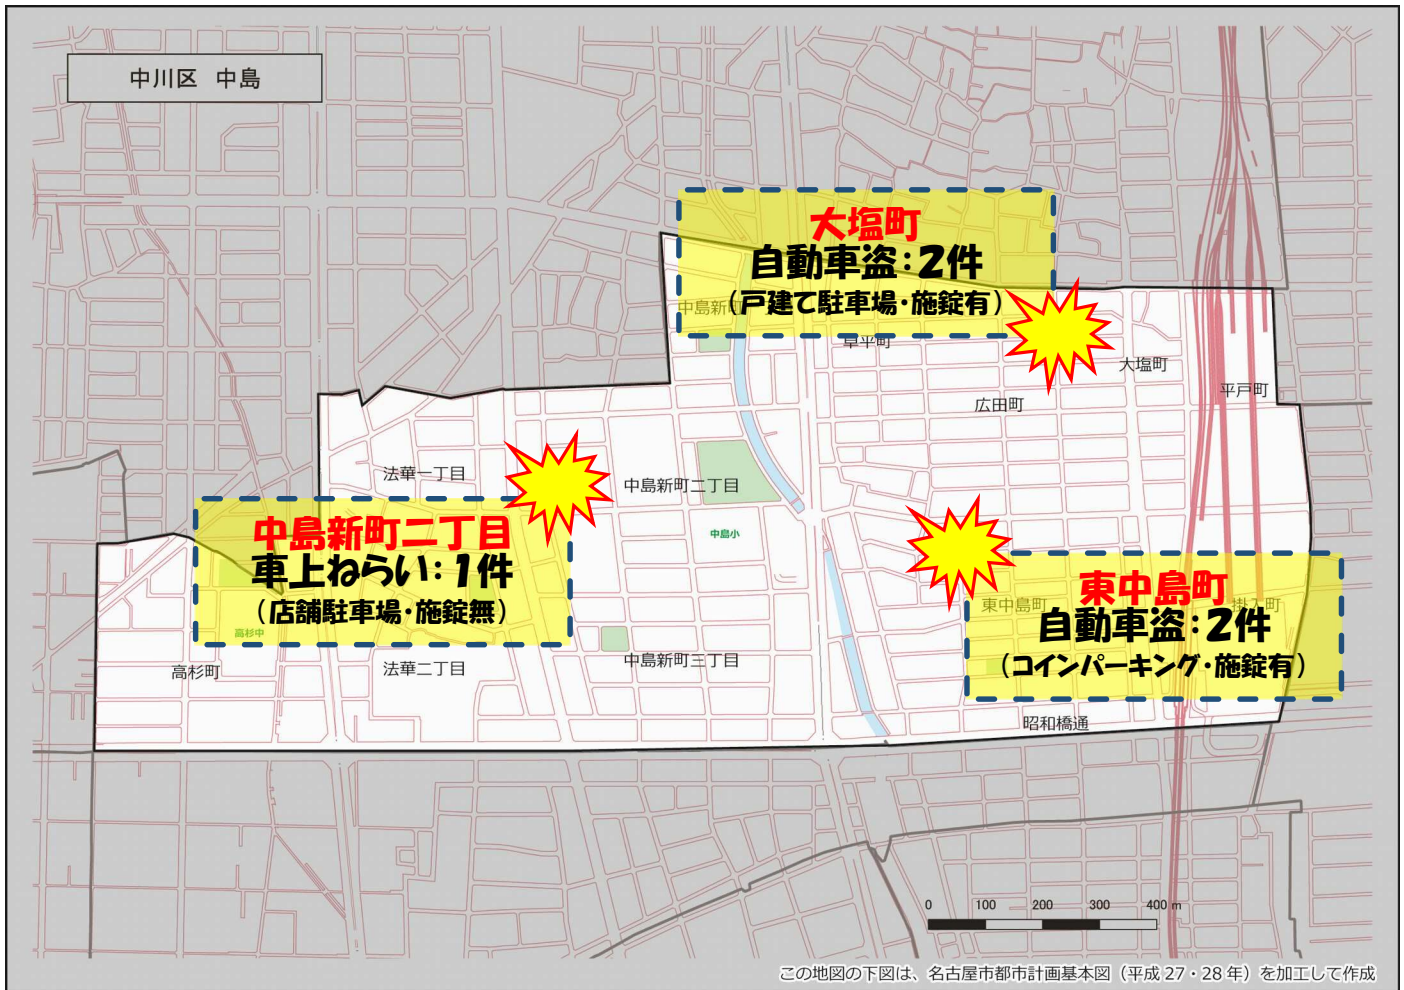 中川区 中島
大塩町
自動車盗:2件
(戸建て駐車場・施錠有)
中島新
草平町
大塩町
平戸町
広田町
法華一丁目
中島新町二丁目
中島小
中島新町二丁目
車上ねらい:1件
(店舗駐車場・施錠無)
高杉中
高杉町
法華二丁目
中島新町三丁目
東中島町
自動車盗:2件
(コインパーキング・施錠有)
東中島町
掛入町
昭和橋通
0 100 200 300 400 m
この地図の下図は、名古屋市都市計画基本図(平成 27・28 年)を加工して作成